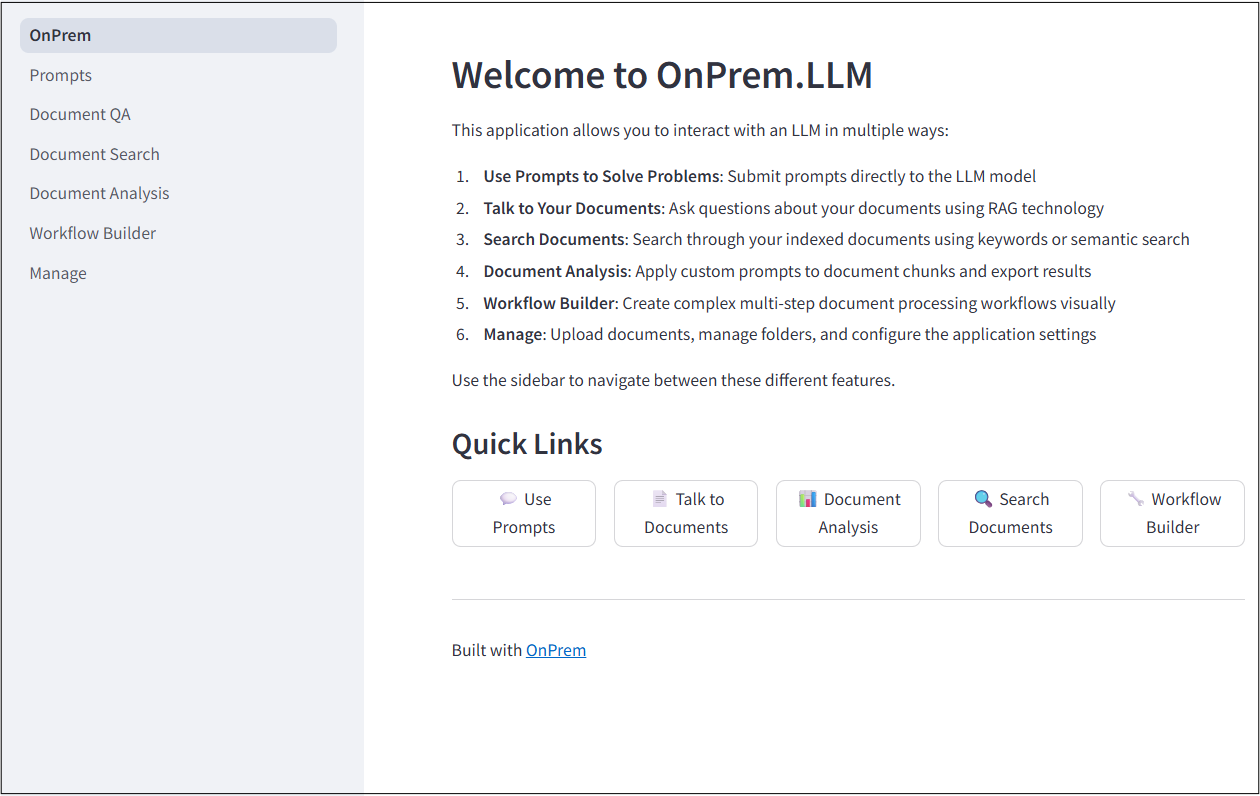 OnPrem
Prompts
Document QA
Document Search
Document Analysis
Workflow Builder
Manage
Welcome to OnPrem.LLM
This application allows you to interact with an LLM in multiple ways:
1. Use Prompts to Solve Problems: Submit prompts directly to the LLM model
2. Talk to Your Documents: Ask questions about your documents using RAG technology
3. Search Documents: Search through your indexed documents using keywords or semantic search
4. Document Analysis: Apply custom prompts to document chunks and export results
5. Workflow Builder: Create complex multi-step document processing workflows visually
6. Manage: Upload documents, manage folders, and configure the application settings
Use the sidebar to navigate between these different features.
Quick Links
💬 Use
Prompts
📄 Talk to
Documents
📊 Document
Analysis
🔍 Search
Documents
🔧 Workflow
Builder
Built with OnPrem